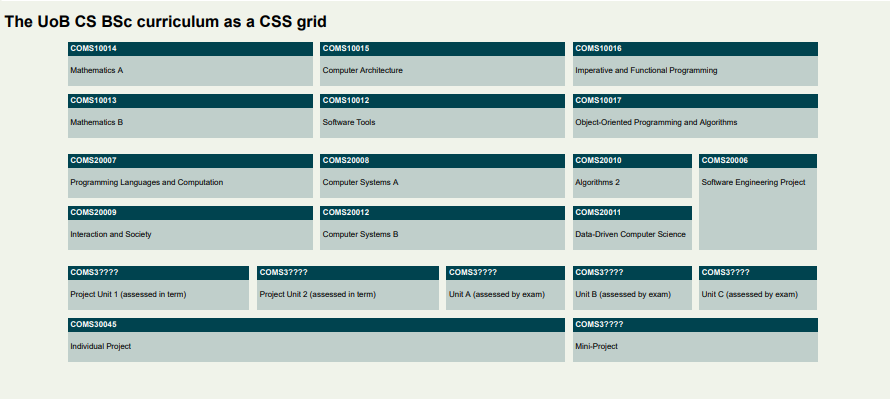 The UoB CS BSc curriculum as a CSS grid
COMS10014
Mathematics A
COMS10015
Computer Architecture
COMS10016
Imperative and Functional Programming
COMS10013
Mathematics B
COMS10012
Software Tools
COMS10017
Object-Oriented Programming and Algorithms
COMS20007
Programming Languages and Computation
COMS20008
Computer Systems A
COMS20010
Algorithms 2
COMS20006
Software Engineering Project
COMS20009
Interaction and Society
COMS20012
Computer Systems B
COMS20011
Data-Driven Computer Science
COMS3????
Project Unit 1 (assessed in term)
COMS3????
Project Unit 2 (assessed in term)
COMS3????
Unit A (assessed by exam)
COMS3????
Unit B (assessed by exam)
COMS3????
Unit C (assessed by exam)
COMS30045
Individual Project
COMS3????
Mini-Project